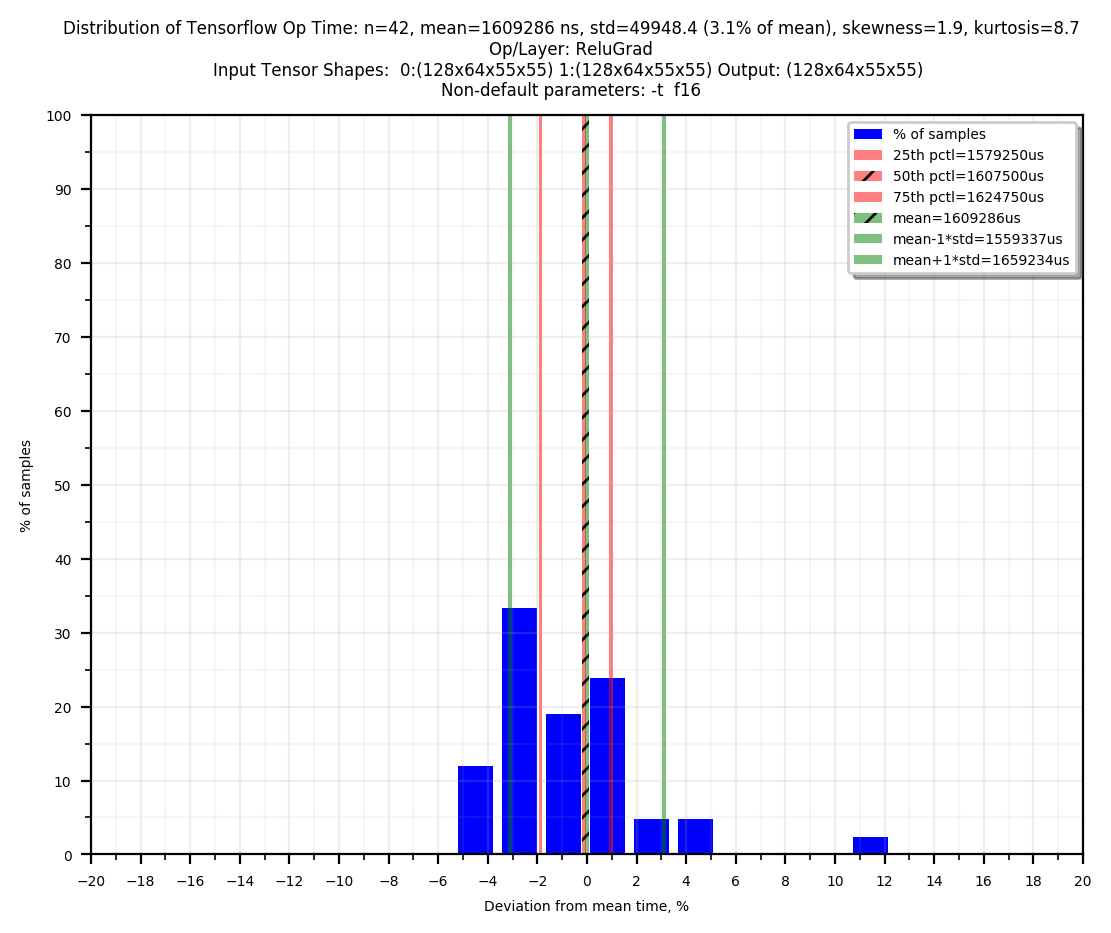 Distribution of Tensorflow Op Time: n=42, mean=1609286 ns, std=49948.4 (3.1% of mean), skewness=1.9, kurtosis=8.7
Op/Layer: ReluGrad
Input Tensor Shapes:  0:(128x64x55x55) 1:(128x64x55x55) Output: (128x64x55x55)
Non-default parameters: -t  f16
% of samples
25th pctl=1579250us
50th pctl=1607500us
75th pctl=1624750us
mean=1609286us
mean-1*std=1559337us
mean+1*std=1659234us
100
90
80
70
60
50
40
30
20
10
0
% of samples
−20 −18 −16 −14 −12 −10 −8 −6 −4 −2 0 2 4 6 8 10 12 14 16 18 20
Deviation from mean time, %